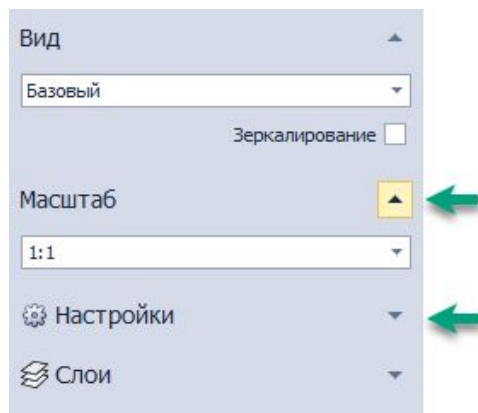 Вид
Базовый
Зеркалирование
Масштаб
1:1
Настройки
Слои